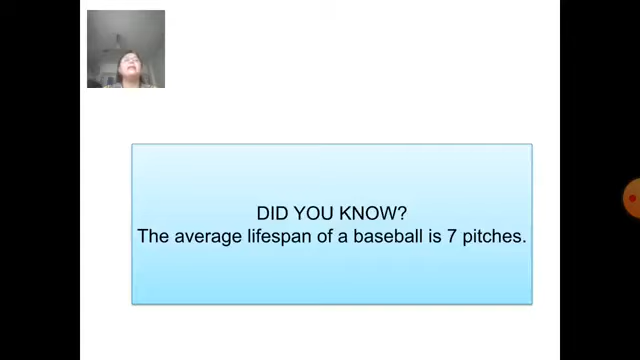 DID YOU KNOW?
The average lifespan of a baseball is 7 pitches.